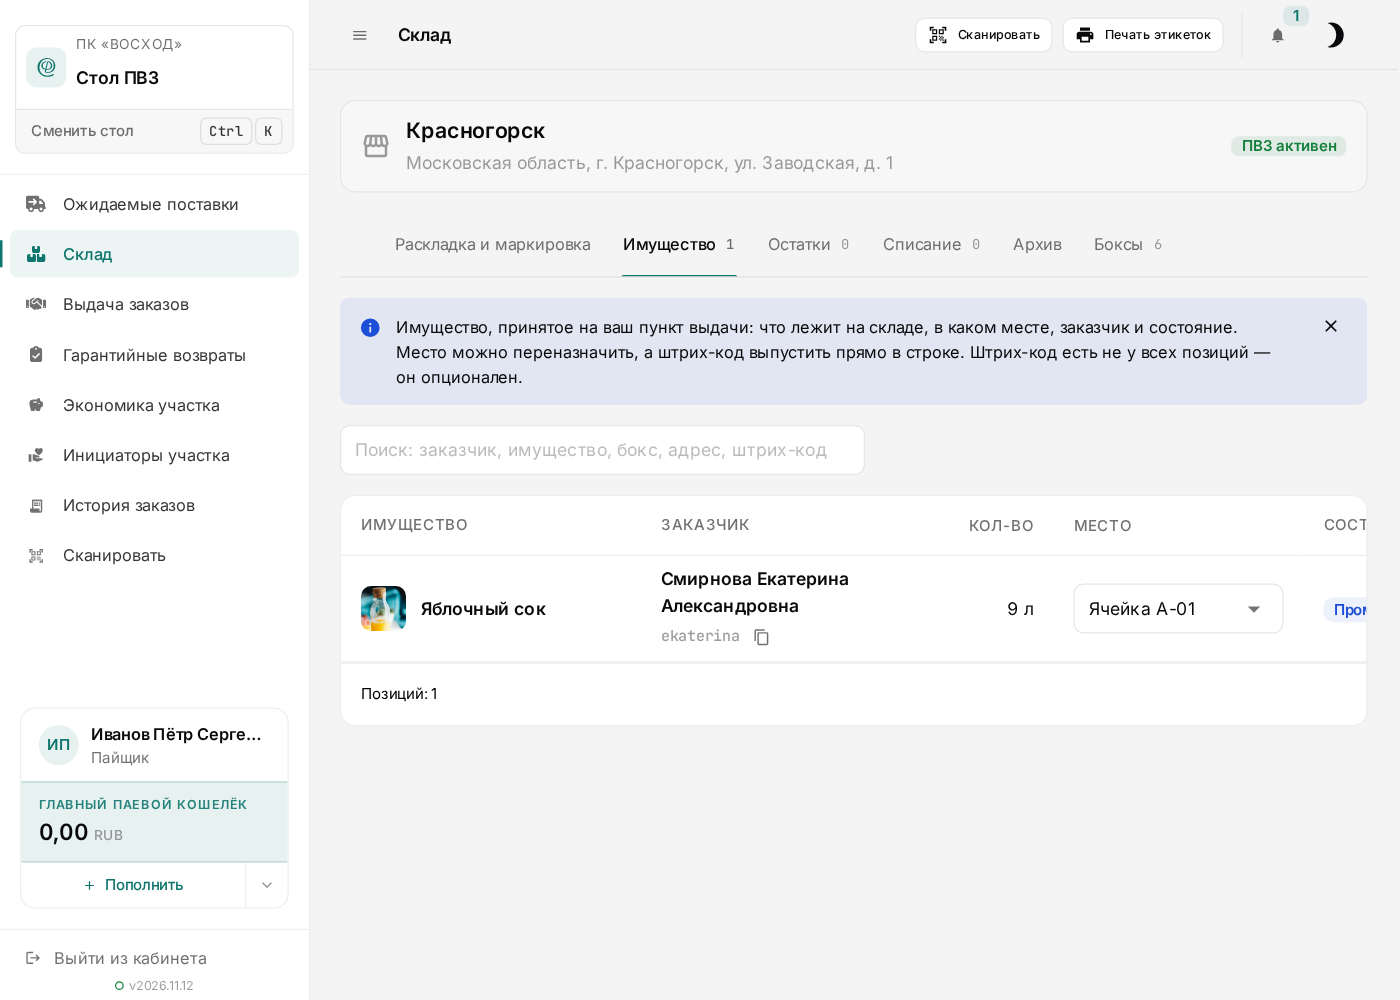 ПК «ВОСХОД»
Стол ПВЗ
Сменить стол Ctrl K
Ожидаемые поставки
Склад
Выдача заказов
Гарантийные возвраты
Экономика участка
Инициаторы участка
История заказов
Сканировать
ИП
Иванов Пётр Серге...
Пайщик
ГЛАВНЫЙ ПАЕВОЙ КОШЕЛЁК
0,00 RUB
+ Пополнить
Выйти из кабинета
v2026.11.12
Склад
Сканировать
Печать этикеток
1
Красногорск
Московская область, г. Красногорск, ул. Заводская, д. 1
ПВЗ активен
Раскладка и маркировка
Имущество 1
Остатки 0
Списание 0
Архив
Боксы 6
Имущество, принятое на ваш пункт выдачи: что лежит на складе, в каком месте, заказчик и состояние.
Место можно переназначить, а штрих-код выпустить прямо в строке. Штрих-код есть не у всех позиций —
он опционален.
Поиск: заказчик, имущество, бокс, адрес, штрих-код
ИМУЩЕСТВО ЗАКАЗЧИК КОЛ-ВО МЕСТО СОСТ
Яблочный сок
Смирнова Екатерина
Александровна
ekaterina
9 л
Ячейка A-01
Пром
Позиций: 1